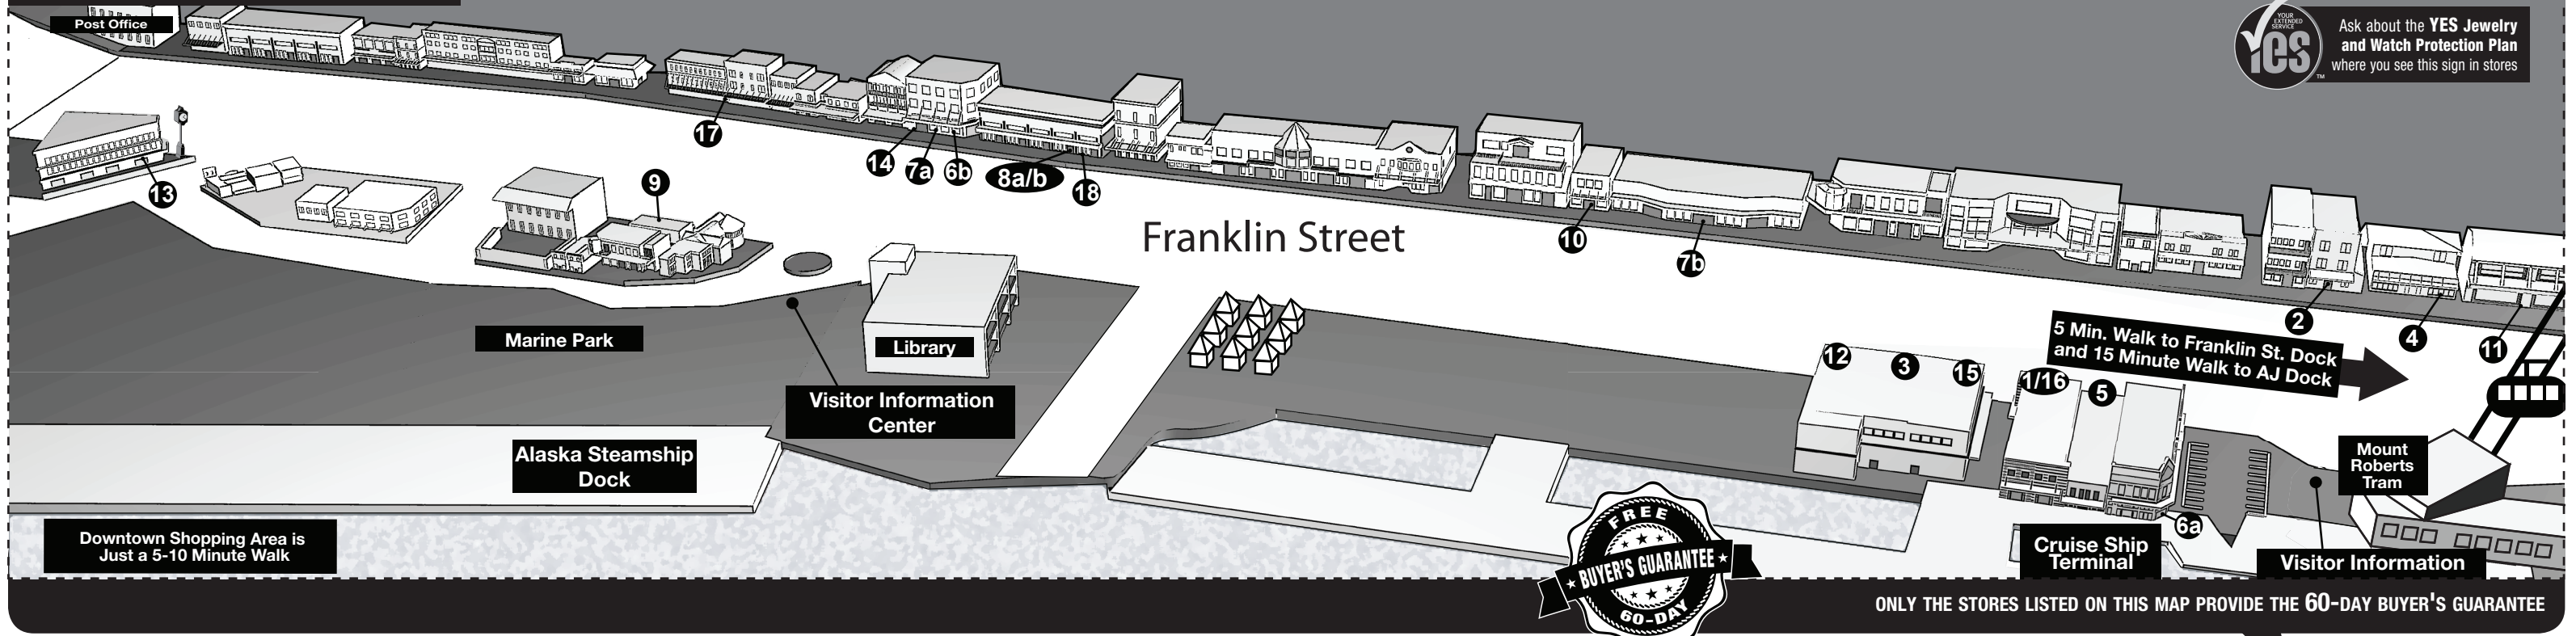 Post Office
YOUR
EXTENDED
SERVICE
YES
TM
Ask about the YES Jewelry
and Watch Protection Plan
where you see this sign in stores
17
14
7a
6b
8a/b
18
13
9
Franklin Street
10
7b
2
4
11
Marine Park
Library
Visitor Information
Center
12
3
15
1/16
5
5 Min. Walk to Franklin St. Dock
and 15 Minute Walk to AJ Dock
Alaska Steamship
Dock
Mount
Roberts
Tram
6a
Downtown Shopping Area is
Just a 5-10 Minute Walk
Cruise Ship
Terminal
Visitor Information
FREE
BUYER'S GUARANTEE
60-DAY
ONLY THE STORES LISTED ON THIS MAP PROVIDE THE 60-DAY BUYER'S GUARANTEE